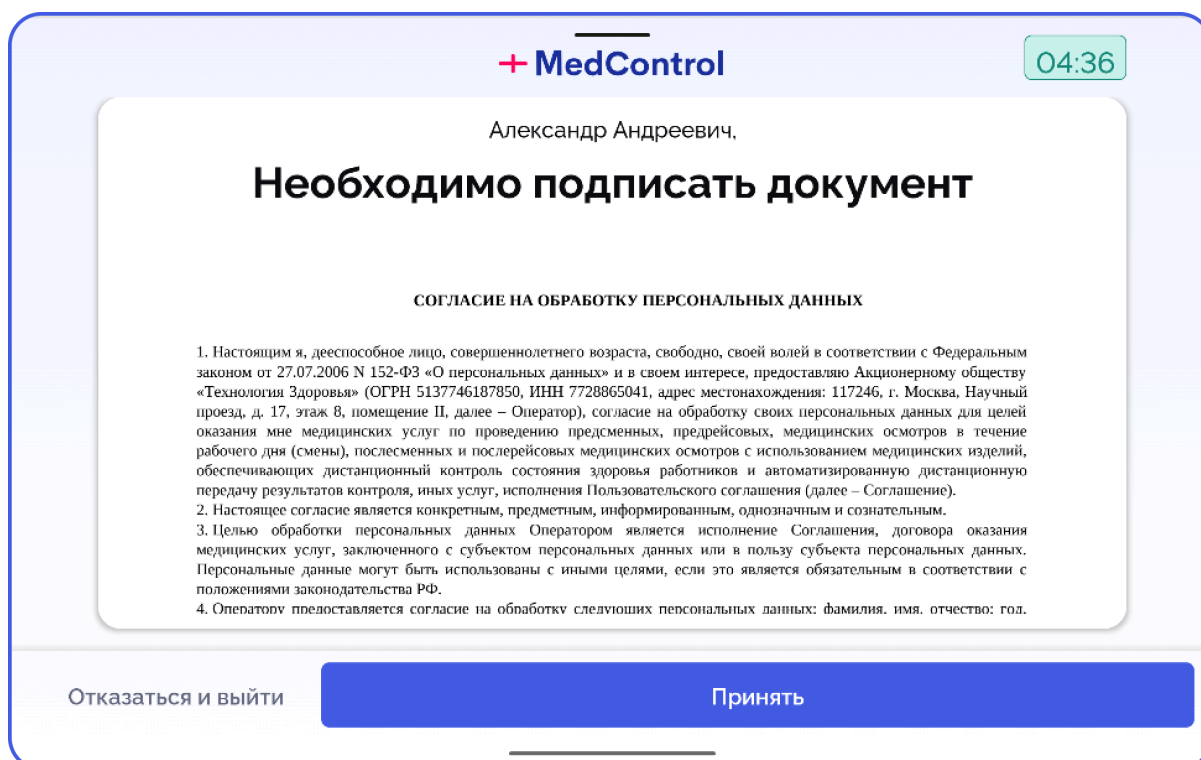 MedControl
04:36
Александр Андреевич,
Необходимо подписать документ
СОГЛАСИЕ НА ОБРАБОТКУ ПЕРСОНАЛЬНЫХ ДАННЫХ
1. Настоящим я, дееспособное лицо, совершеннолетнего возраста, свободно, своей волей в соответствии с Федеральным
законом от 27.07.2006 N 152-ФЗ «О персональных данных» и в своем интересе, предоставляю Акционерному обществу
«Технология Здоровья» (ОГРН 5137746187850, ИНН 7728865041, адрес местонахождения: 117246, г. Москва, Научный
проезд, д. 17, этаж 8, помещение II, далее – Оператор), согласие на обработку своих персональных данных для целей
оказания мне медицинских услуг по проведению предсменных, предрейсовых, медицинских осмотров в течение
рабочего дня (смены), послесменных и послерейсовых медицинских осмотров с использованием медицинских изделий,
обеспечивающих дистанционный контроль состояния здоровья работников и автоматизированную дистанционную
передачу результатов контроля, иных услуг, исполнения Пользовательского соглашения (далее – Соглашение).
2. Настоящее согласие является конкретным, предметным, информированным, однозначным и сознательным.
3. Целью обработки персональных данных Оператором является исполнение Соглашения, договора оказания
медицинских услуг, заключенного с субъектом персональных данных или в пользу субъекта персональных данных.
Персональные данные могут быть использованы с иными целями, если это является обязательным в соответствии с
положениями законодательства РФ.
4. Оператору предоставляется согласие на обработку следующих персональных данных: фамилия, имя, отчество; год,
Отказаться и выйти
Принять